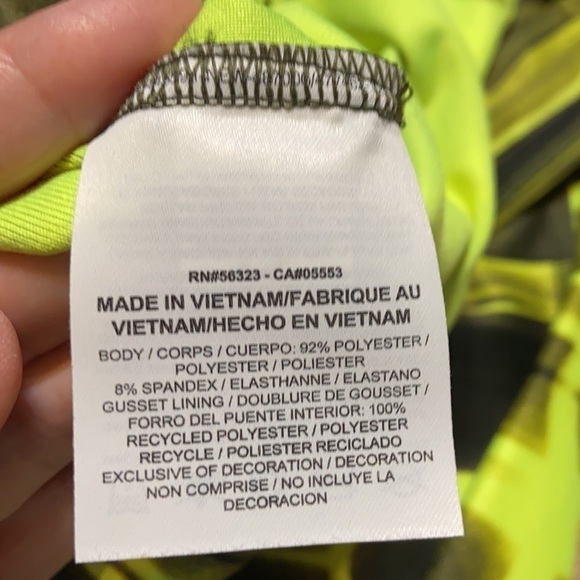 RN#56323 - CA#05553
MADE IN VIETNAM/FABRIQUE AU
VIETNAM/HECHO EN VIETNAM
BODY / CORPS / CUERPO: 92% POLYESTER /
POLYESTER / POLIESTER
8% SPANDEX / ELASTHANNE / ELASTANO
GUSSET LINING / DOUBLURE DE GOUSSET /
FORRO DEL PUENTE INTERIOR: 100%
RECYCLED POLYESTER / POLYESTER
RECYCLE / POLIESTER RECICLADO
EXCLUSIVE OF DECORATION / DECORATION
NON COMPRISE / NO INCLUYE LA
DECORACION